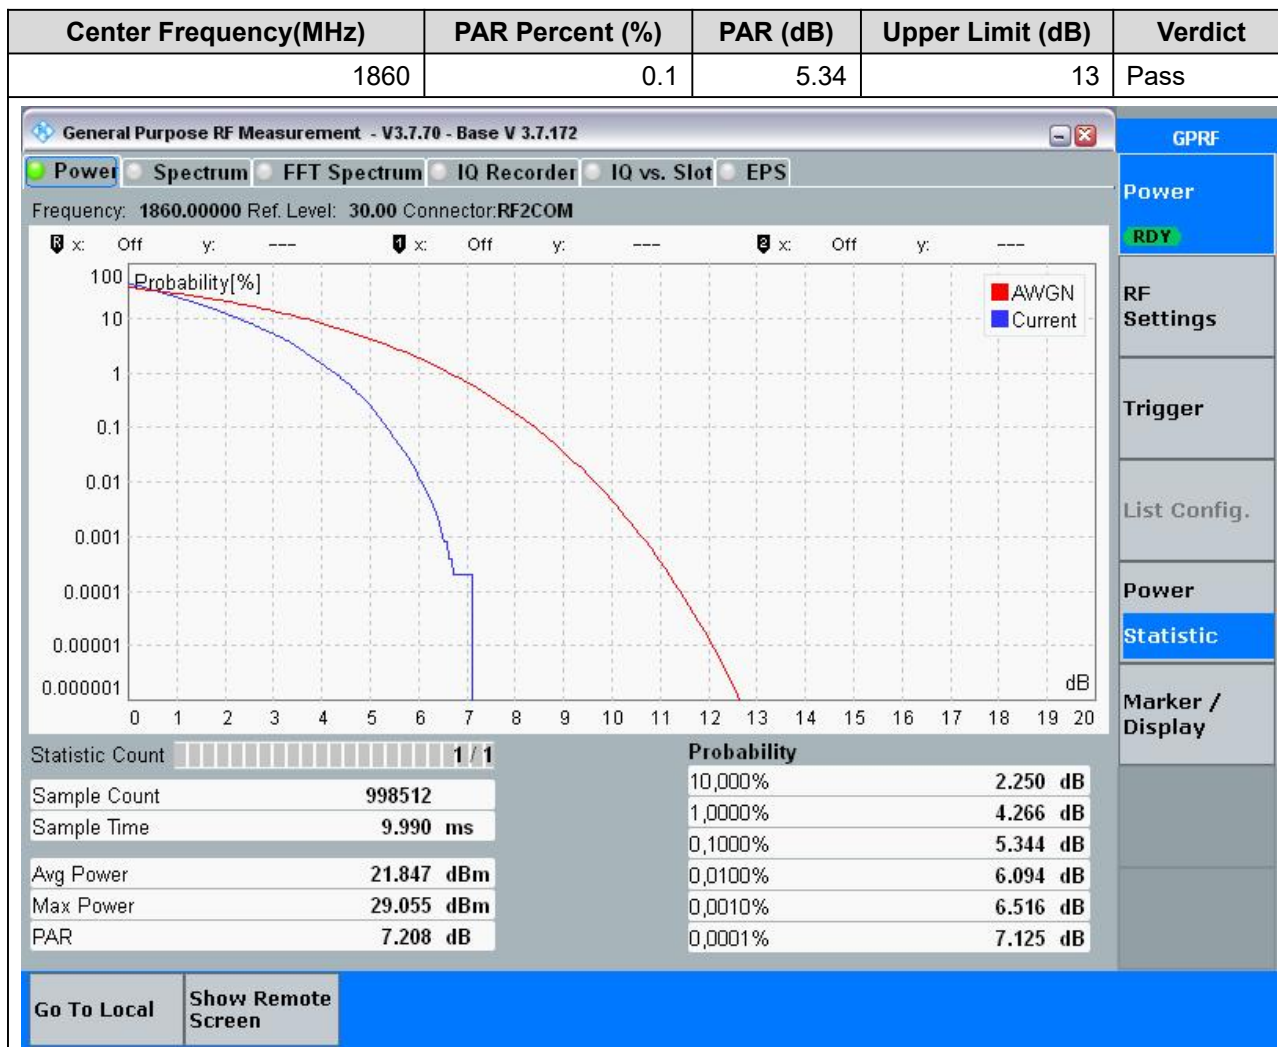 Center Frequency(MHz) PAR Percent (%) PAR (dB) Upper Limit (dB) Verdict
1860 0.1 5.34 13 Pass
General Purpose RF Measurement - V3.7.70 - Base V 3.7.172
Power Spectrum FFT Spectrum IQ Recorder IQ vs. Slot EPS
Frequency: 1860.00000 Ref. Level: 30.00 Connector:RF2COM
R x: Off y: --- 1 x: Off y: --- 2 x: Off y: ---
Probability[%]
100
10
1
0.1
0.01
0.001
0.0001
0.00001
0.000001
AWGN
Current
dB
0 1 2 3 4 5 6 7 8 9 10 11 12 13 14 15 16 17 18 19 20
Statistic Count 1 / 1
Sample Count 998512
Sample Time 9.990 ms
Avg Power 21.847 dBm
Max Power 29.055 dBm
PAR 7.208 dB
Probability
10,000% 2.250 dB
1,0000% 4.266 dB
0,1000% 5.344 dB
0,0100% 6.094 dB
0,0010% 6.516 dB
0,0001% 7.125 dB
GPRF
Power
RDY
RF
Settings
Trigger
List Config.
Power
Statistic
Marker /
Display
Go To Local
Show Remote
Screen